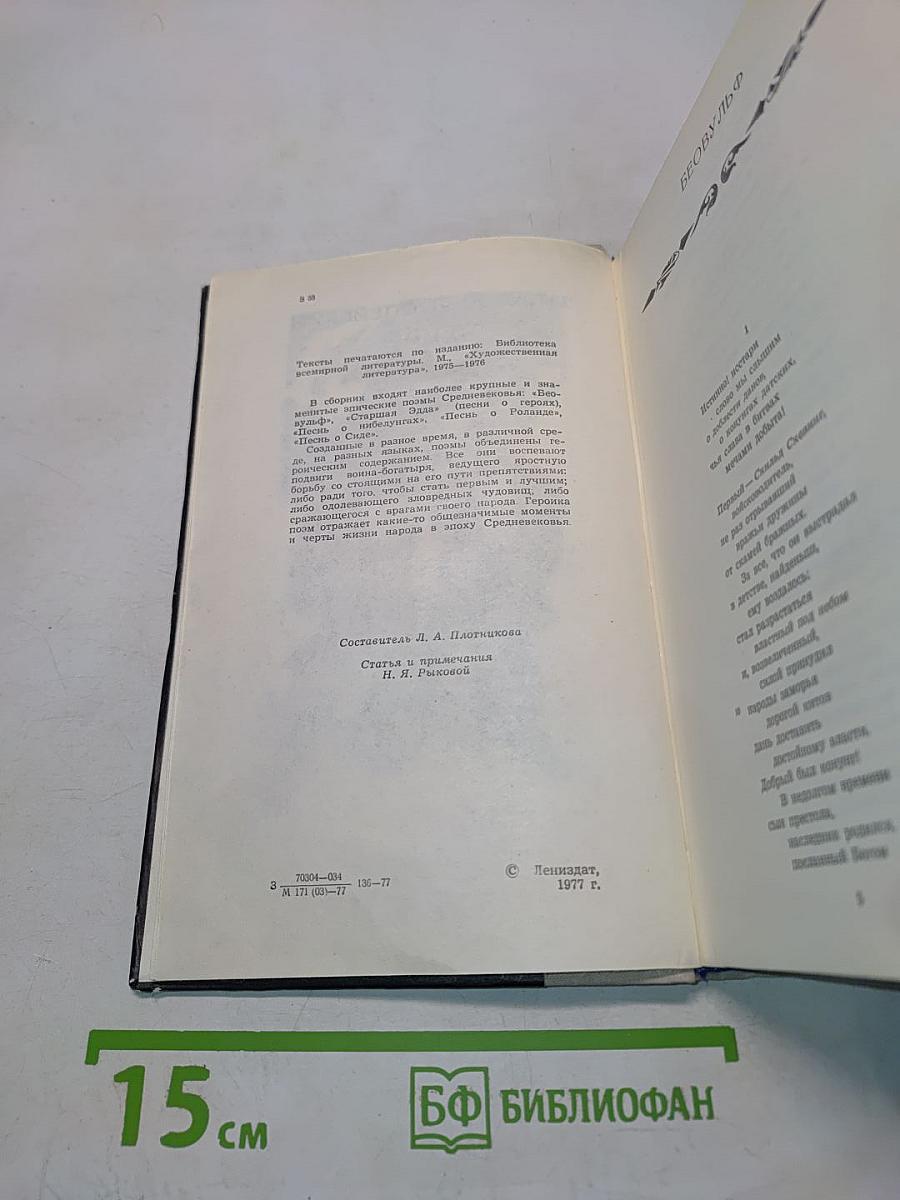 В 38
Тексты печатаются по изданию: Библиотека
всемирной литературы. М., «Художественная
литература», 1975—1976
В сборник входят наиболее крупные и зна-
менитые эпические поэмы Средневековья: «Бео-
вульф», «Старшая Эдда» (песни о героях),
«Песнь о нибелунгах», «Песнь о Роланде»,
«Песнь о Сиде».
Созданные в разное время, в различной сре-
де, на разных языках, поэмы объединены ге-
роическим содержанием. Все они воспевают
подвиги воина-богатыря, ведущего яростную
борьбу со стоящими на его пути препятствиями:
либо ради того, чтобы стать первым и лучшим;
либо одолевающего зловредных чудовищ, либо
сражающегося с врагами гвоего народа Героика
поэм отражает какие-то общезначимые моменты
и черты жизни народа в эпоху Средневековья.
Составитель Л. А. Плотникова
Статья и примечания
Н. Я. Рыковой
З 70304—034
М 171 (03)—77 136—77
© Лениздат,
1977 г.
БЕОВУЛЬФ
1
Истинно! исстари
слово мы слышим
о доблести данов,
о конунгах датских,
чья слава в битвах
мечами добыта!
Первый — Скильд Скевинг,
войсководитель,
не раз отрывавший
вражьи дружины
от скамей бражных.
За все, что он выстрадал
в детстве, найденыш,
ему воздалось:
стал разрастаться
властный под небом
и, возвеличенный,
силой принудил
народы заморья
дорогой китов
дань доставить
достойному власти.
Добрый был конунг!
В недолгом времени
сын престола,
наследник родился,
посланный Богом
5
15 см
БФ БИБЛИОФАН